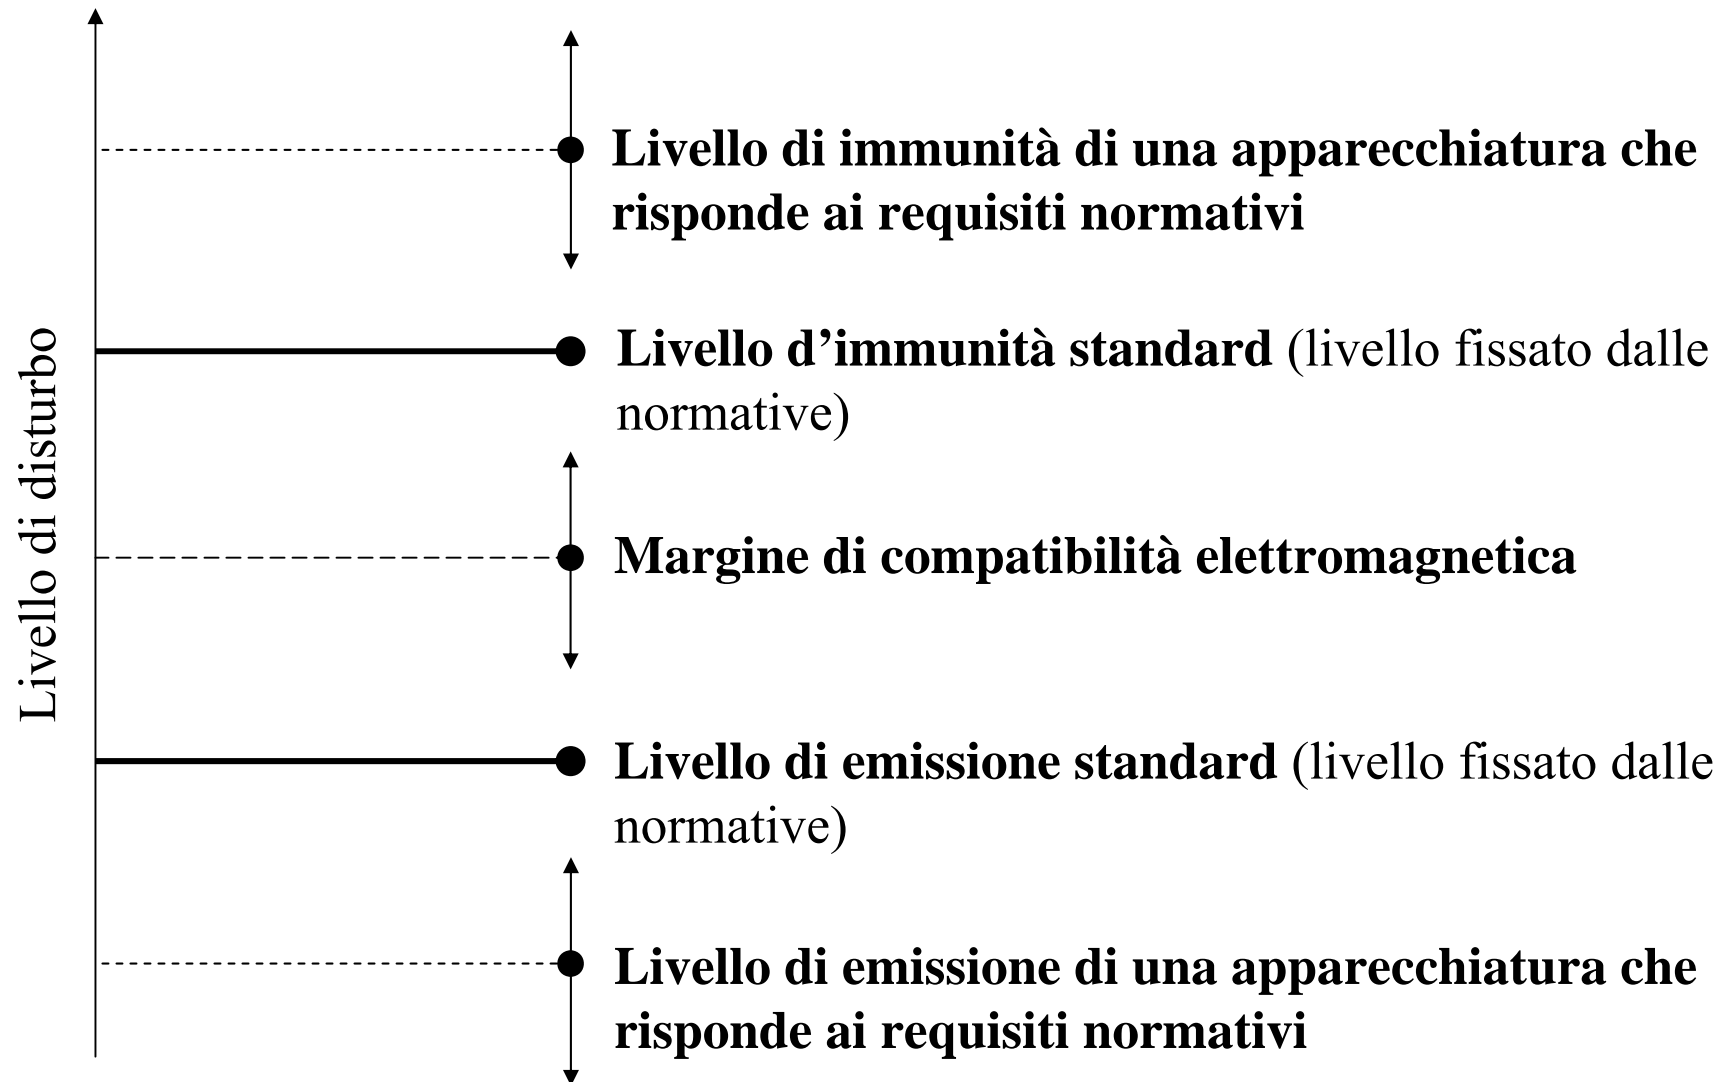 Livello di disturbo
Livello di immunità di una apparecchiatura che
risponde ai requisiti normativi
Livello d’immunità standard (livello fissato dalle
normative)
Margine di compatibilità elettromagnetica
Livello di emissione standard (livello fissato dalle
normative)
Livello di emissione di una apparecchiatura che
risponde ai requisiti normativi